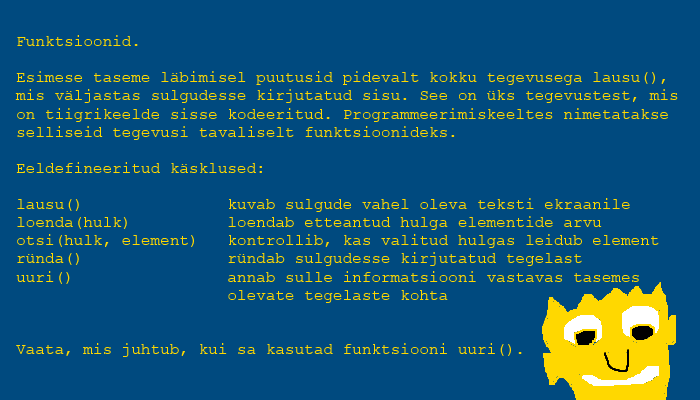 Funktsioonid.
Esimese taseme läbimisel puutusid pidevalt kokku tegevusega lausu(),
mis väljastas sulgudesse kirjutatud sisu. See on üks tegevustest, mis
on tiigrikeelde sisse kodeeritud. Programmeerimiskeeltes nimetatakse
selliseid tegevusi tavaliselt funktsioonideks.
Eeldefineeritud käsklused:
lausu() kuvab sulgude vahel oleva teksti ekraanile
loenda(hulk) loendab etteantud hulga elementide arvu
otsi(hulk, element) kontrollib, kas valitud hulgas leidub element
ründa() ründab sulgudesse kirjutatud tegelast
uuri() annab sulle informatsiooni vastavas tasemes
olevate tegelaste kohta
Vaata, mis juhtub, kui sa kasutad funktsiooni uuri().